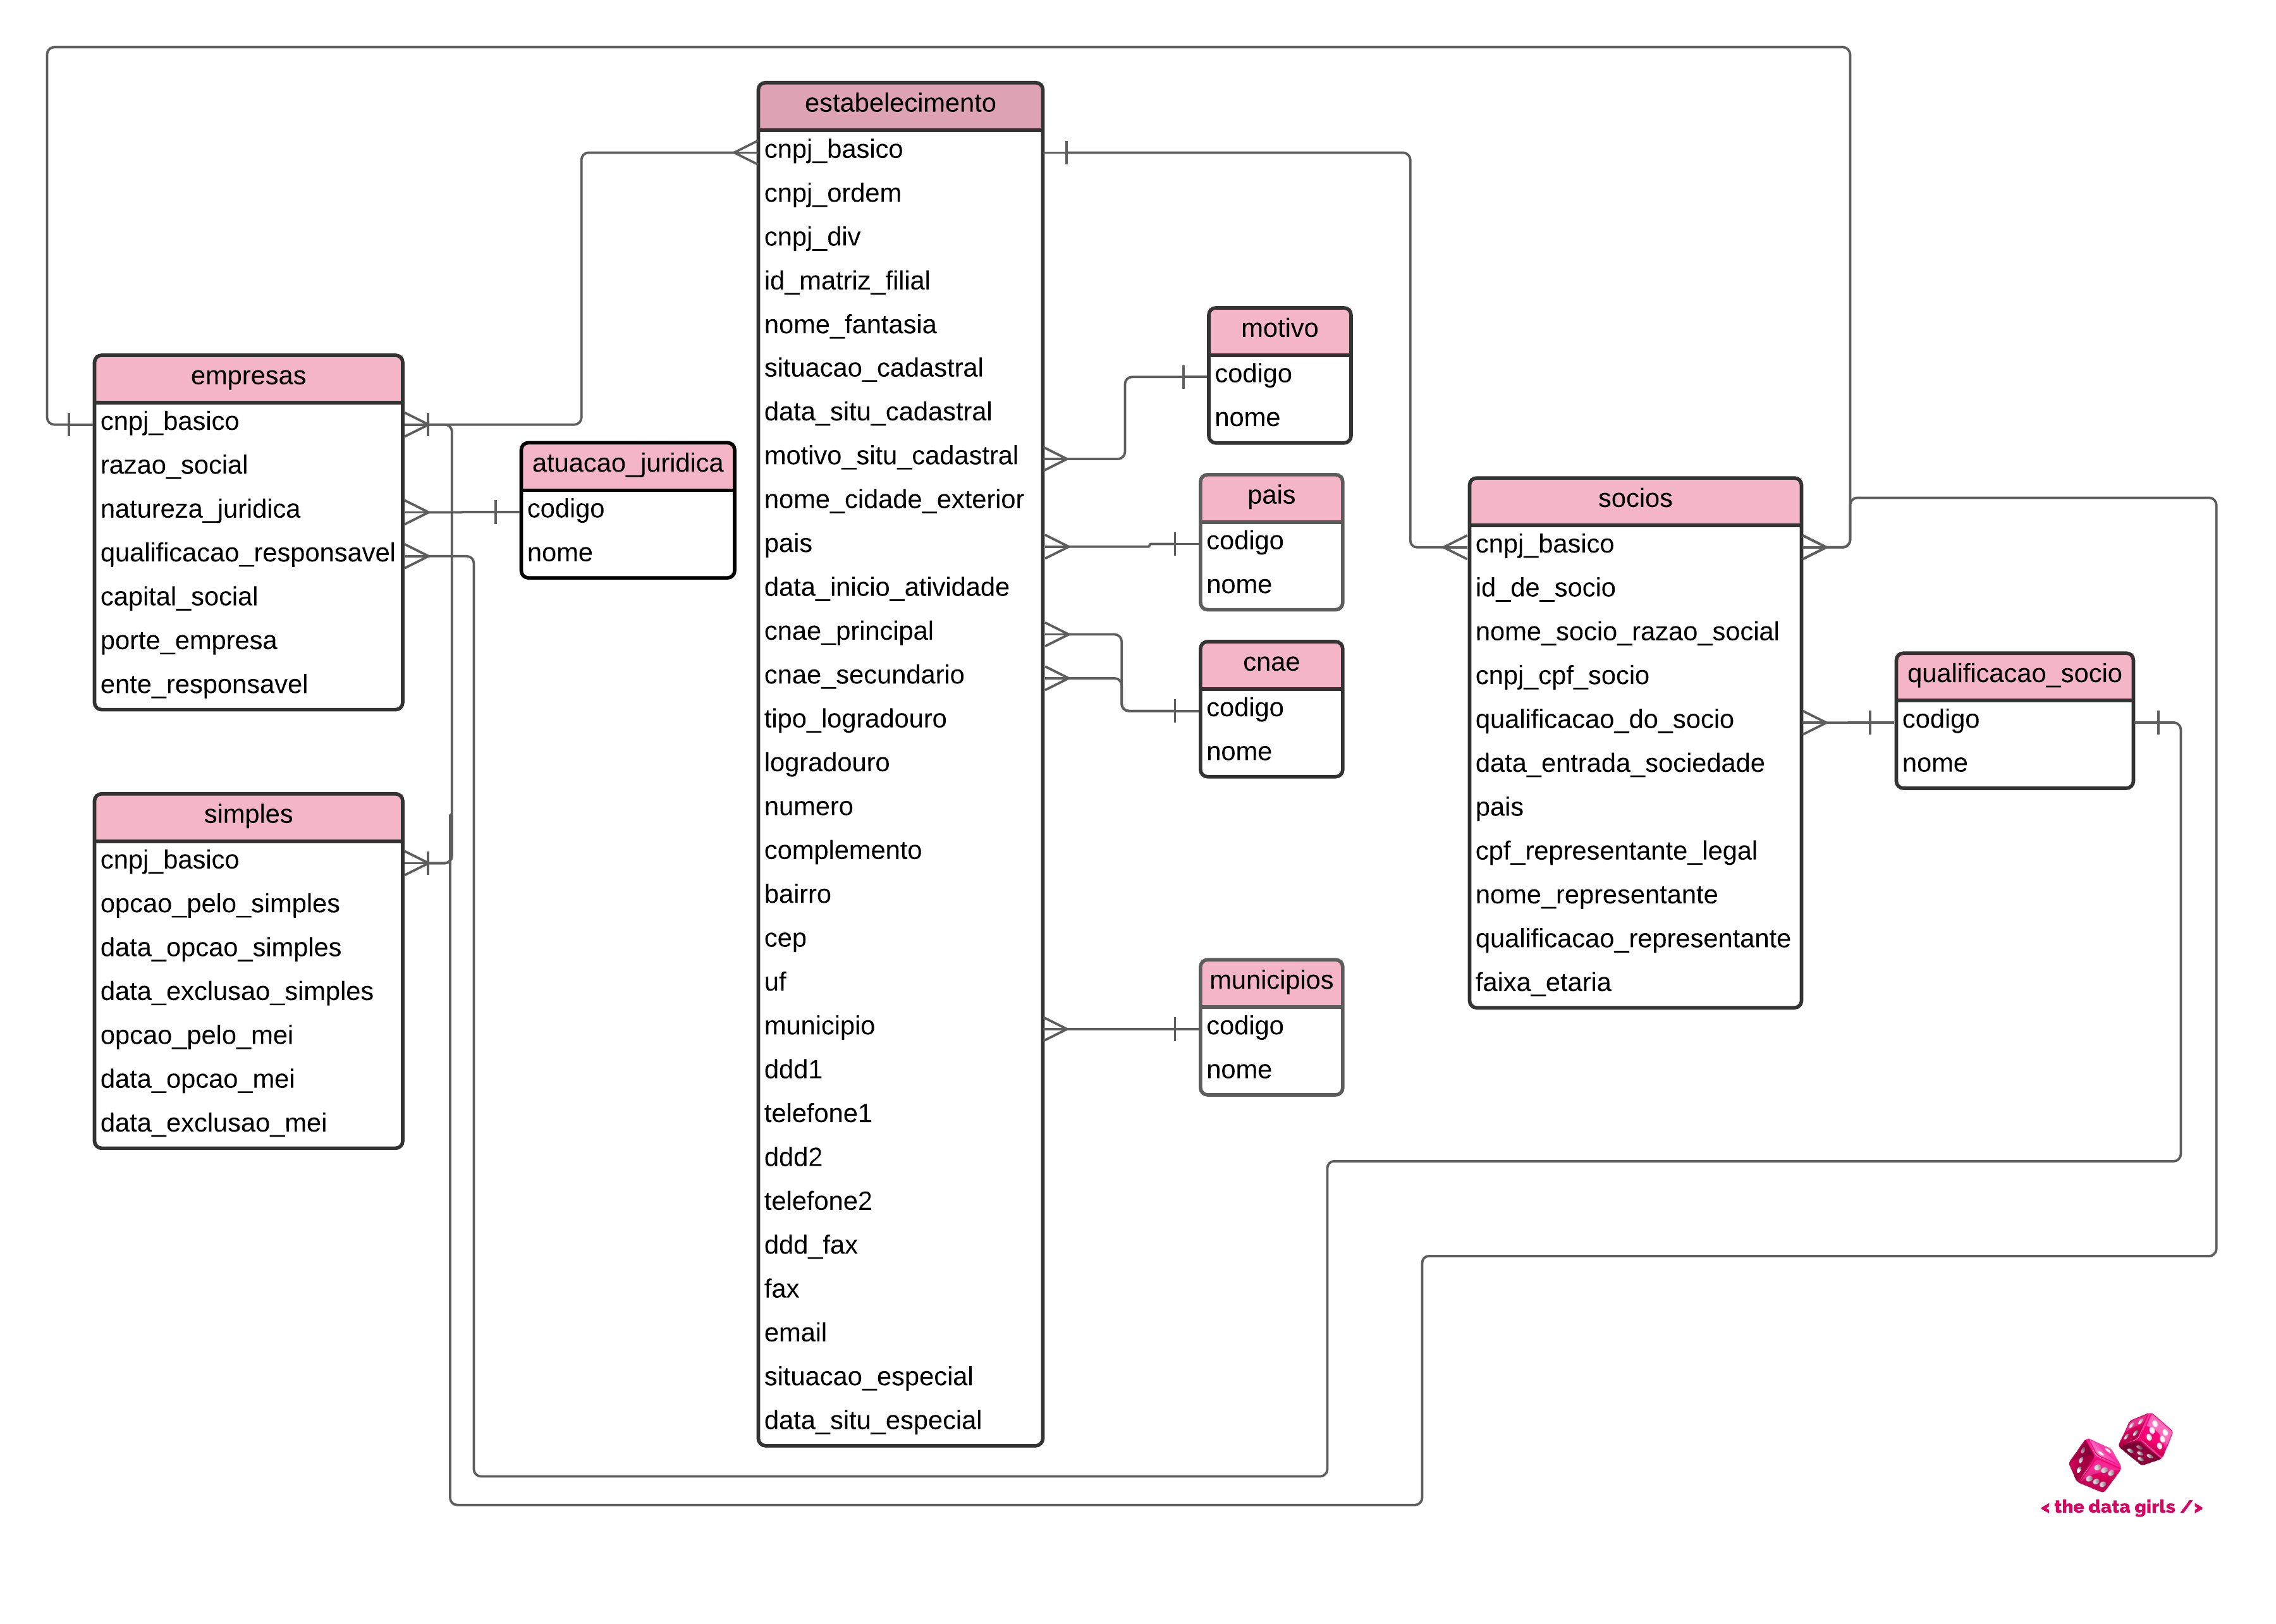 estabelecimento
cnpj_basico
cnpj_ordem
cnpj_div
id_matriz_filial
nome_fantasia
situacao_cadastral
data_situ_cadastral
motivo_situ_cadastral
nome_cidade_exterior
pais
data_inicio_atividade
cnae_principal
cnae_secundario
tipo_logradouro
logradouro
numero
complemento
bairro
cep
uf
municipio
ddd1
telefone1
ddd2
telefone2
ddd_fax
fax
email
situacao_especial
data_situ_especial
empresas
cnpj_basico
razao_social
natureza_juridica
qualificacao_responsavel
capital_social
porte_empresa
ente_responsavel
atuacao_juridica
codigo
nome
simples
cnpj_basico
opcao_pelo_simples
data_opcao_simples
data_exclusao_simples
opcao_pelo_mei
data_opcao_mei
data_exclusao_mei
motivo
codigo
nome
pais
codigo
nome
cnae
codigo
nome
municipios
codigo
nome
socios
cnpj_basico
id_de_socio
nome_socio_razao_social
cnpj_cpf_socio
qualificacao_do_socio
data_entrada_sociedade
pais
cpf_representante_legal
nome_representante
qualificacao_representante
faixa_etaria
qualificacao_socio
codigo
nome
< the data girls />